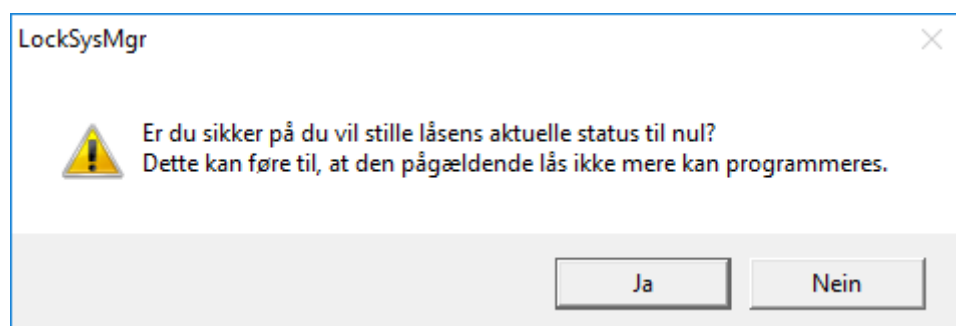 LockSysMgr
Er du sikker på du vil stille låsens aktuelle status til nul?
Dette kan føre til, at den pågældende lås ikke mere kan programmeres.
Ja
Nein